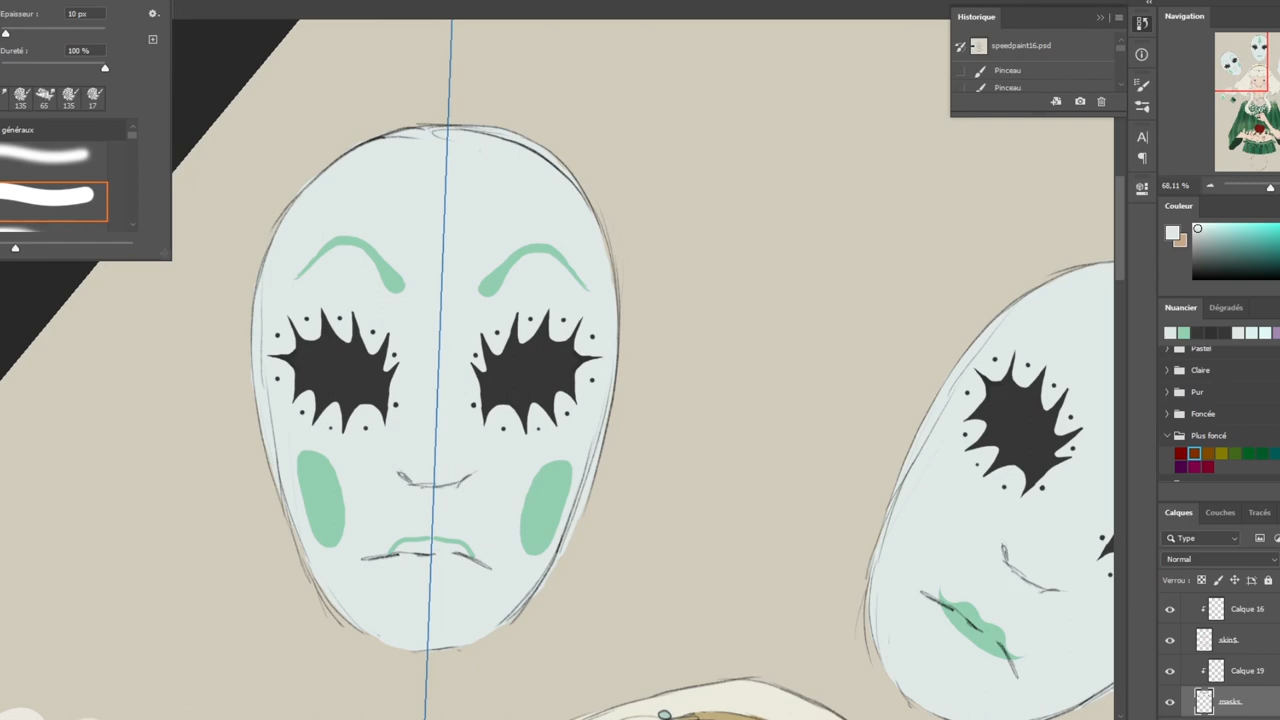 Epaisseur :
10 px
Dureté :
100 %
135
65
135
17
généraux
Historique
speedpaint16.psd
Pinceau
Pinceau
Navigation
68,11 %
Couleur
Nuancier
Dégradés
Pastel
Claire
Pur
Foncée
Plus foncé
Calques
Couches
Tracés
Type
Normal
Verrou :
Calque 16
skinS.
Calque 19
masks.